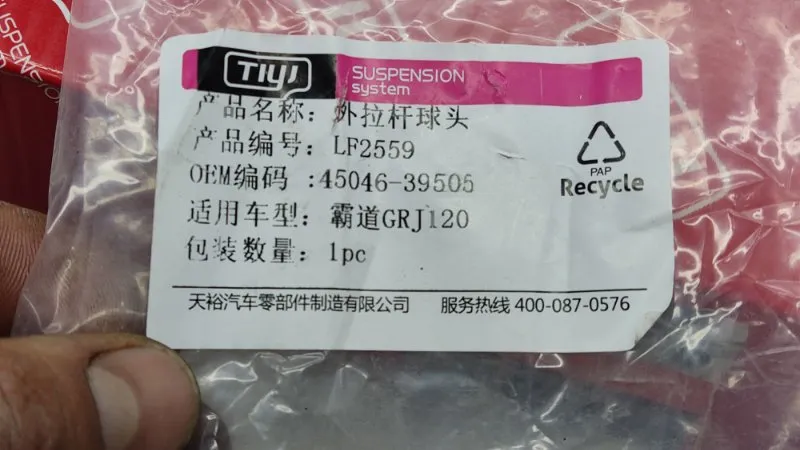 SUSPENSION
TIYI
SUSPENSION
system
产品名称：外拉杆球头
产品编号：LF2559
OEM编码 :45046-39505
适用车型：霸道GRJ120
包装数量：1pc
PAP
Recycle
天裕汽车零部件制造有限公司 服务热线 400-087-0576